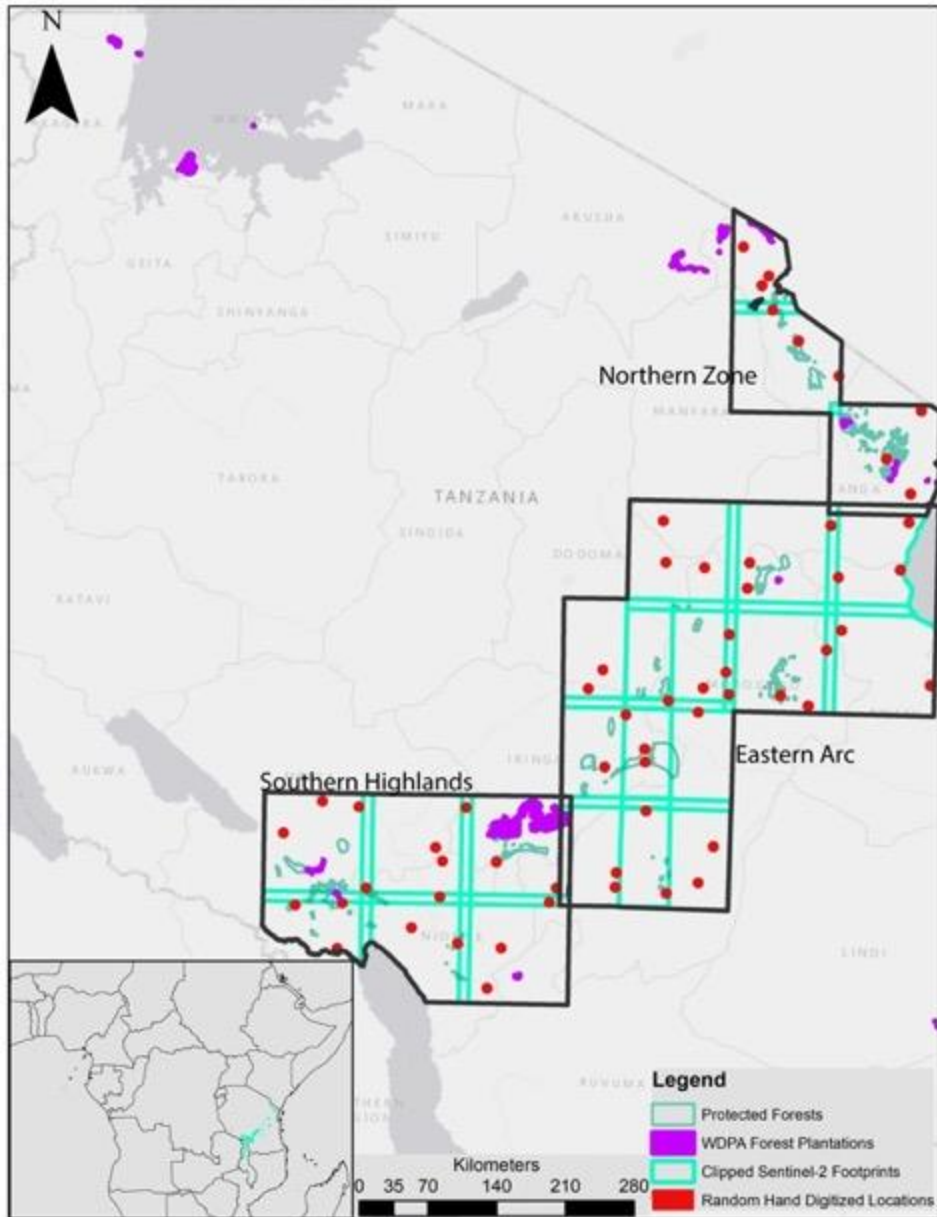 N
MARA
ARUSHA
SIMIYU
GEITA
SHINYANGA
Northern Zone
MANYARA
TABORA
TANZANIA
ANGA
SINGIDA
DODOMA
KATAVI
IRINGA
Eastern Arc
RUKWA
Southern Highlands
LINDI
RUVUMA
Legend
Protected Forests
WDPA Forest Plantations
Clipped Sentinel-2 Footprints
Random Hand Digitized Locations
Kilometers
0 35 70 140 210 280